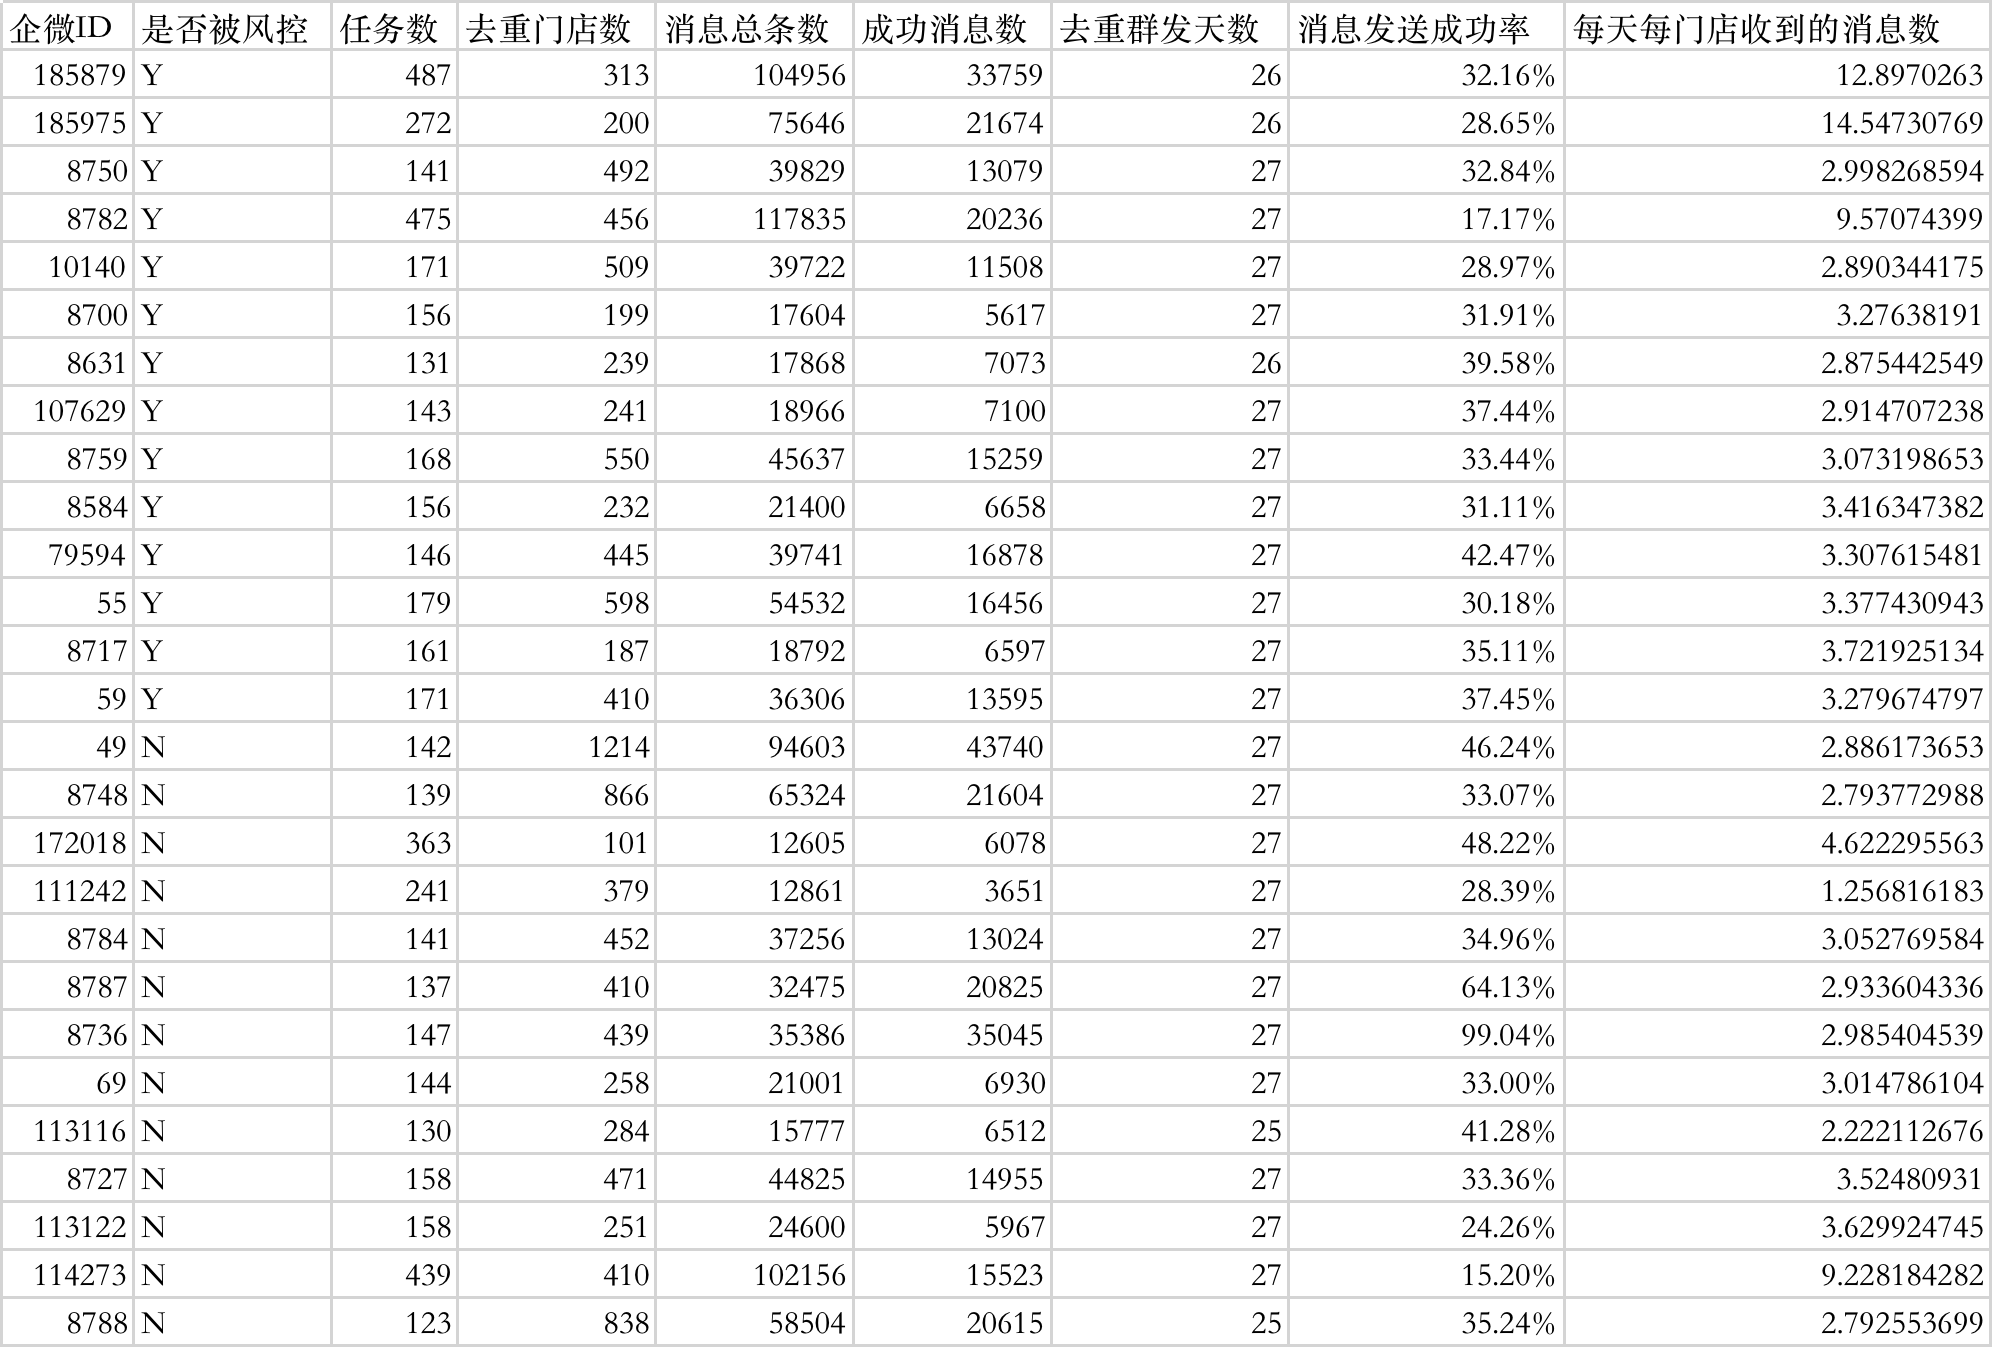 企微ID 是否被风控 任务数 去重门店数 消息总条数 成功消息数 去重群发天数 消息发送成功率 每天每门店收到的消息数
185879 Y 487 313 104956 33759 26 32.16% 12.8970263
185975 Y 272 200 75646 21674 26 28.65% 14.54730769
8750 Y 141 492 39829 13079 27 32.84% 2.998268594
8782 Y 475 456 117835 20236 27 17.17% 9.57074399
10140 Y 171 509 39722 11508 27 28.97% 2.890344175
8700 Y 156 199 17604 5617 27 31.91% 3.27638191
8631 Y 131 239 17868 7073 26 39.58% 2.875442549
107629 Y 143 241 18966 7100 27 37.44% 2.914707238
8759 Y 168 550 45637 15259 27 33.44% 3.073198653
8584 Y 156 232 21400 6658 27 31.11% 3.416347382
79594 Y 146 445 39741 16878 27 42.47% 3.307615481
55 Y 179 598 54532 16456 27 30.18% 3.377430943
8717 Y 161 187 18792 6597 27 35.11% 3.721925134
59 Y 171 410 36306 13595 27 37.45% 3.279674797
49 N 142 1214 94603 43740 27 46.24% 2.886173653
8748 N 139 866 65324 21604 27 33.07% 2.793772988
172018 N 363 101 12605 6078 27 48.22% 4.622295563
111242 N 241 379 12861 3651 27 28.39% 1.256816183
8784 N 141 452 37256 13024 27 34.96% 3.052769584
8787 N 137 410 32475 20825 27 64.13% 2.933604336
8736 N 147 439 35386 35045 27 99.04% 2.985404539
69 N 144 258 21001 6930 27 33.00% 3.014786104
113116 N 130 284 15777 6512 25 41.28% 2.222112676
8727 N 158 471 44825 14955 27 33.36% 3.52480931
113122 N 158 251 24600 5967 27 24.26% 3.629924745
114273 N 439 410 102156 15523 27 15.20% 9.228184282
8788 N 123 838 58504 20615 25 35.24% 2.792553699